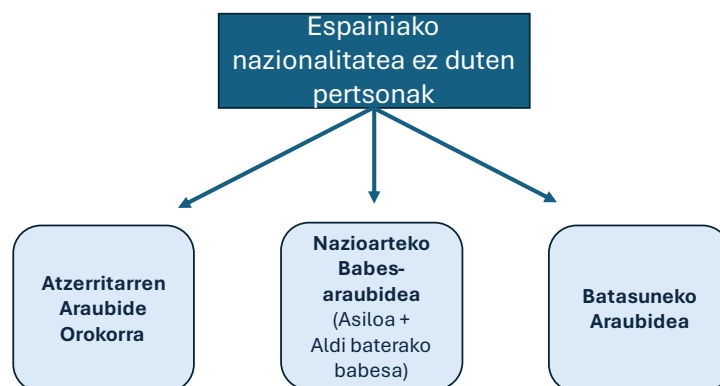 Espainiako
nazionalitatea ez duten
pertsonak
Atzerritarren
Araubide
Orokorra
Nazioarteko
Babes-
araubidea
(Asiloa +
Aldi baterako
babesa)
Batasuneko
Araubidea